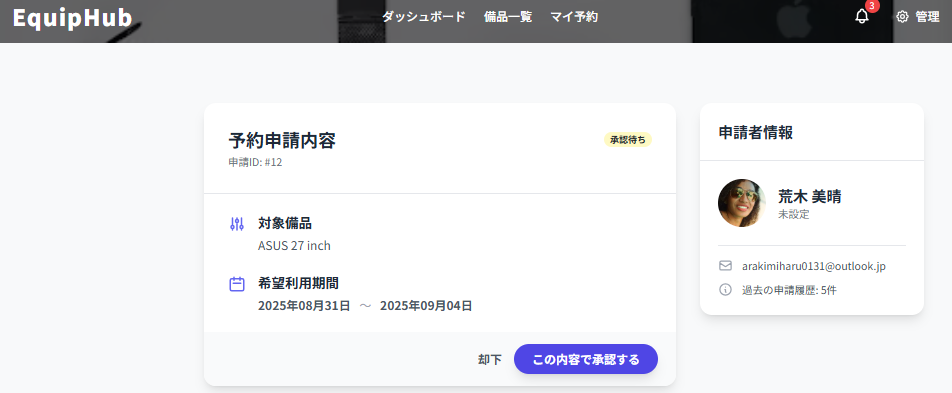 EquipHub
ダッシュボード 備品一覧 マイ予約
3
管理
予約申請内容
承認待ち
申請ID: #12
対象備品
ASUS 27 inch
希望利用期間
2025年08月31日 ～ 2025年09月04日
却下 この内容で承認する
申請者情報
荒木 美晴
未設定
arakimiharu0131@outlook.jp
過去の申請履歴: 5件